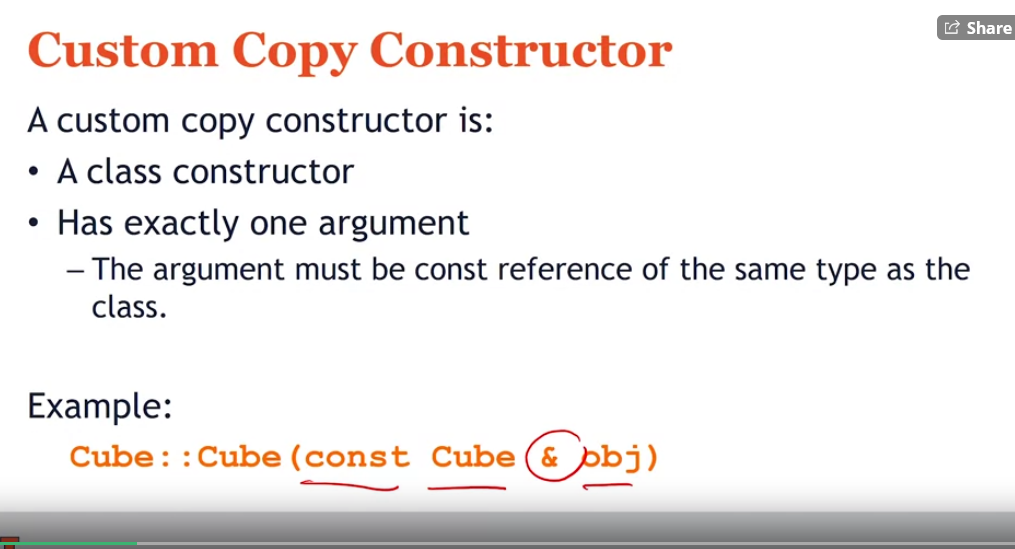 Share
Custom Copy Constructor
A custom copy constructor is:
• A class constructor
• Has exactly one argument
– The argument must be const reference of the same type as the
class.
Example:
Cube::Cube(const Cube & obj)